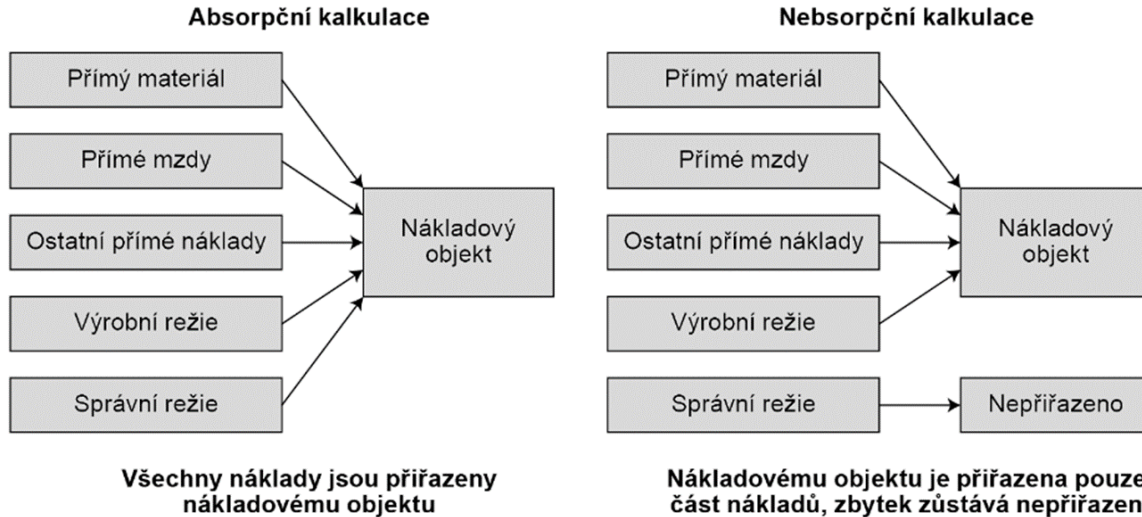 Absorpční kalkulace
Přímý materiál
Přímé mzdy
Ostatní přímé náklady
Výrobní režie
Správní režie
Nákladový
objekt
Všechny náklady jsou přiřazeny
nákladovému objektu
Nebsorpční kalkulace
Přímý materiál
Přímé mzdy
Ostatní přímé náklady
Výrobní režie
Správní režie
Nákladový
objekt
Nepřiřazeno
Nákladovému objektu je přiřazena pouze
část nákladů, zbytek zůstává nepřiřazen